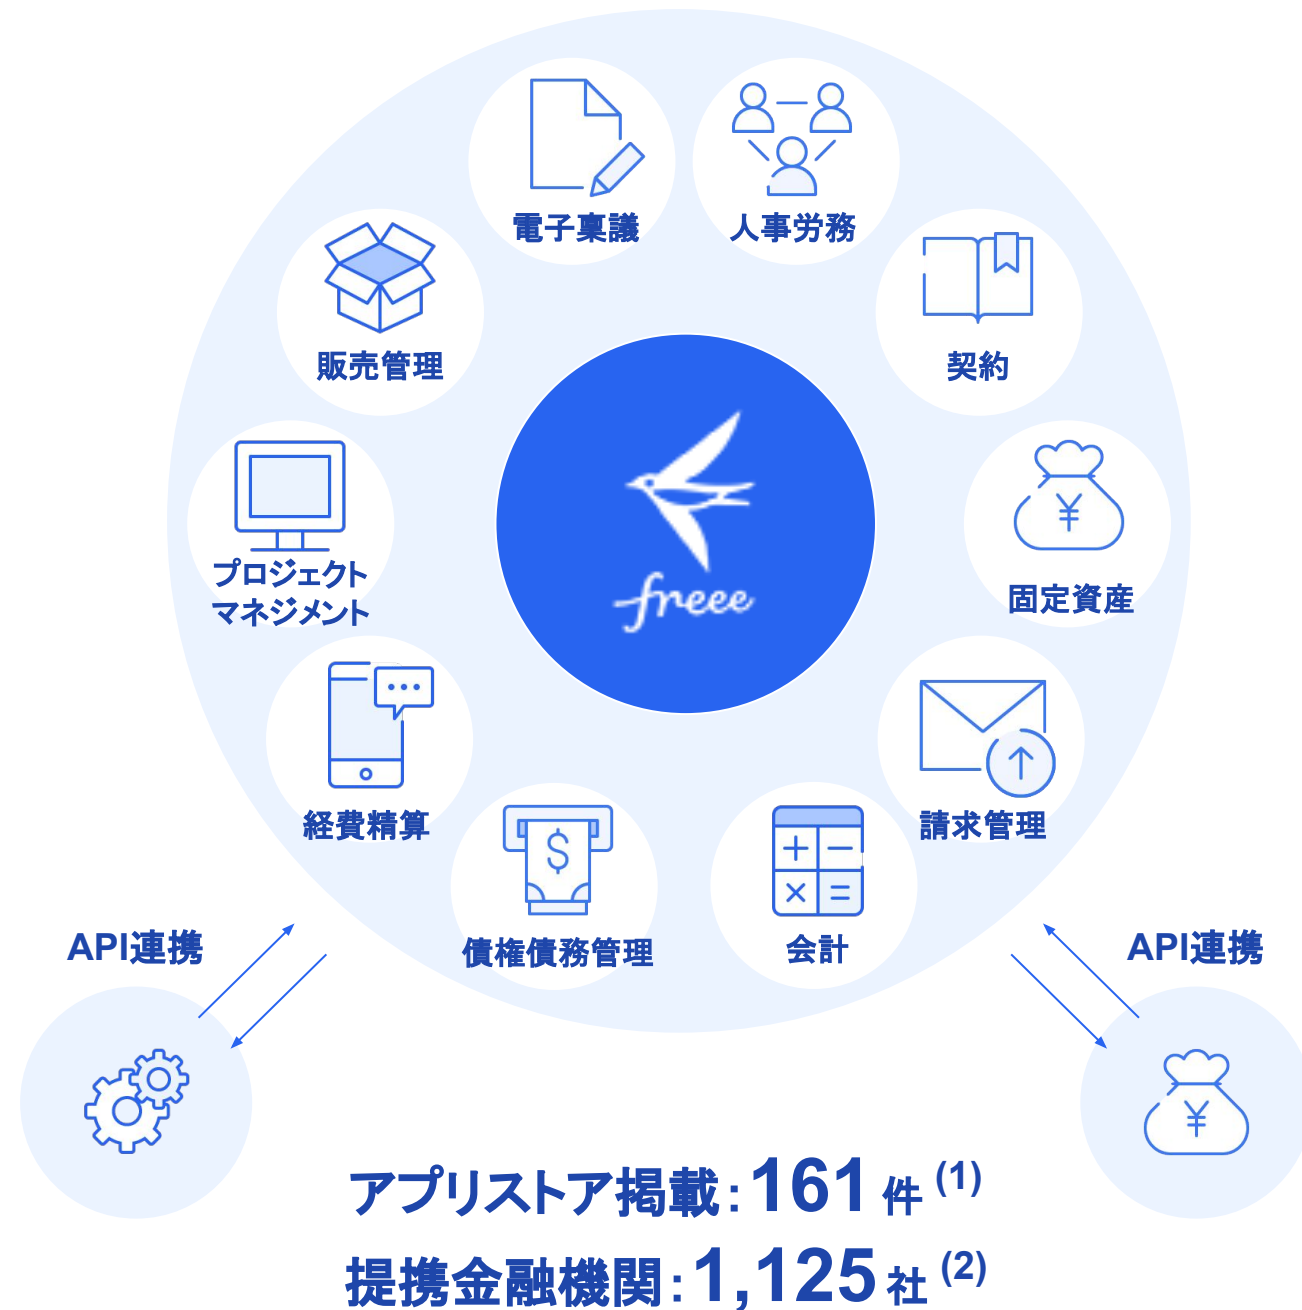 電子稟議
人事労務
販売管理
契約
freee
¥
プロジェクト
マネジメント
固定資産
経費精算
$
請求管理
債権債務管理
会計
API連携
API連携
¥
アプリストア掲載:161件(1)
提携金融機関:1,125社(2)